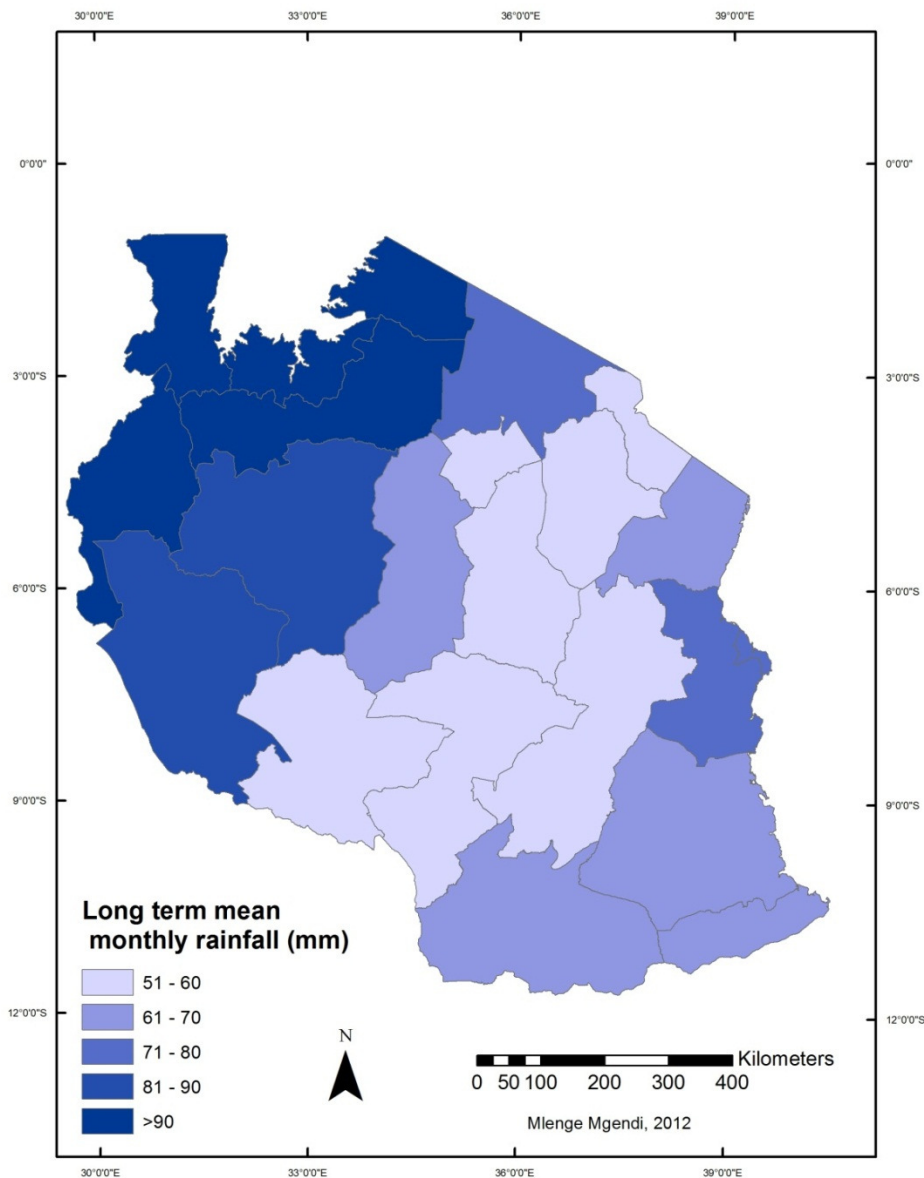 30°0'0"E 33°0'0"E 36°0'0"E 39°0'0"E
0°0'0" 0°0'0"
3°0'0"S 3°0'0"S
6°0'0"S 6°0'0"S
9°0'0"S 9°0'0"S
Long term mean
monthly rainfall (mm)
51 - 60
61 - 70
71 - 80
81 - 90
>90
12°0'0"S 12°0'0"S
N
Kilometers
0 50 100 200 300 400
Mlenge Mgendi, 2012
30°0'0"E 33°0'0"E 36°0'0"E 39°0'0"E